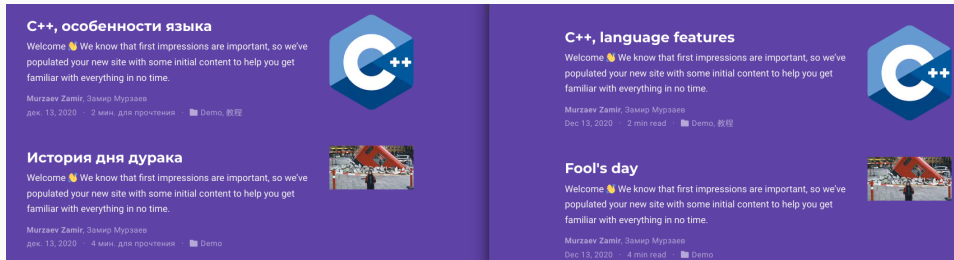 C++, особенности языка
Welcome 👋 We know that first impressions are important, so we've
populated your new site with some initial content to help you get
familiar with everything in no time.
Murzaev Zamir, Замир Мурзаев
дек. 13, 2020 · 2 мин. для прочтения · Demo, 教程
C++
История дня дурака
Welcome 👋 We know that first impressions are important, so we've
populated your new site with some initial content to help you get
familiar with everything in no time.
Murzaev Zamir, Замир Мурзаев
дек. 13, 2020 · 4 мин. для прочтения · Demo
C++, language features
Welcome 👋 We know that first impressions are important, so we've
populated your new site with some initial content to help you get
familiar with everything in no time.
Murzaev Zamir, Замир Мурзаев
Dec 13, 2020 · 2 min read · Demo, 教程
C++
Fool's day
Welcome 👋 We know that first impressions are important, so we've
populated your new site with some initial content to help you get
familiar with everything in no time.
Murzaev Zamir, Замир Мурзаев
Dec 13, 2020 · 4 min read · Demo